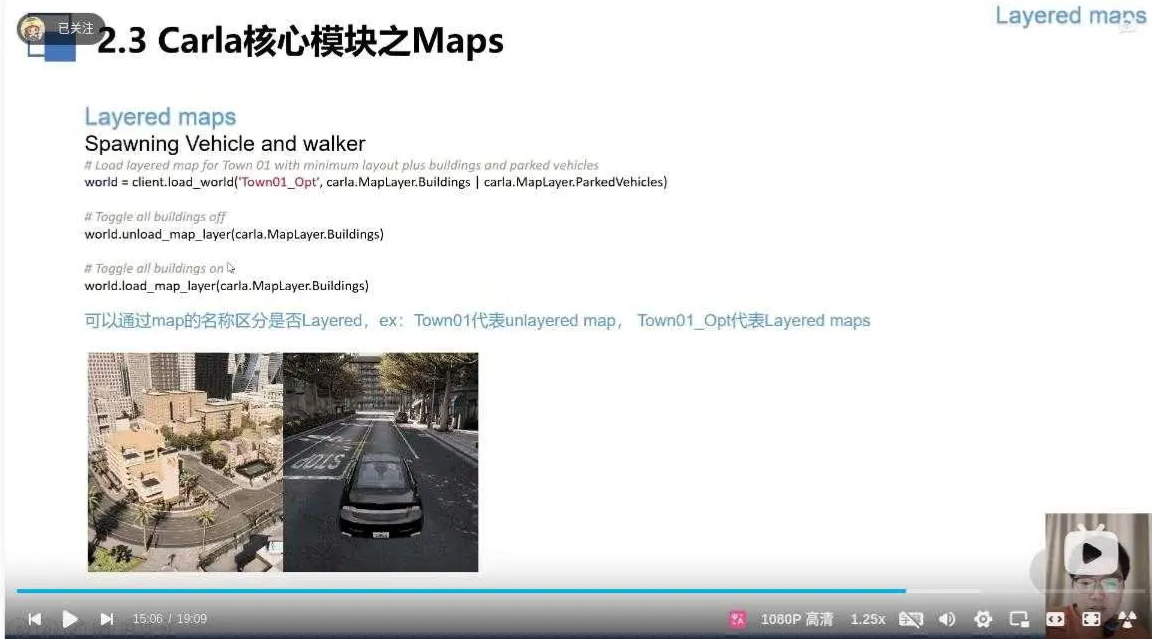 已关注
Layered maps
2.3 Carla核心模块之Maps
Layered maps
Spawning Vehicle and walker
# Load layered map for Town 01 with minimum layout plus buildings and parked vehicles
world = client.load_world('Town01_Opt', carla.MapLayer.Buildings | carla.MapLayer.ParkedVehicles)
# Toggle all buildings off
world.unload_map_layer(carla.MapLayer.Buildings)
# Toggle all buildings on
world.load_map_layer(carla.MapLayer.Buildings)
可以通过map的名称区分是否Layered，ex：Town01代表unlayered map， Town01_Opt代表Layered maps
STOP
15:06 / 19:09
1080P 高清
1.25x